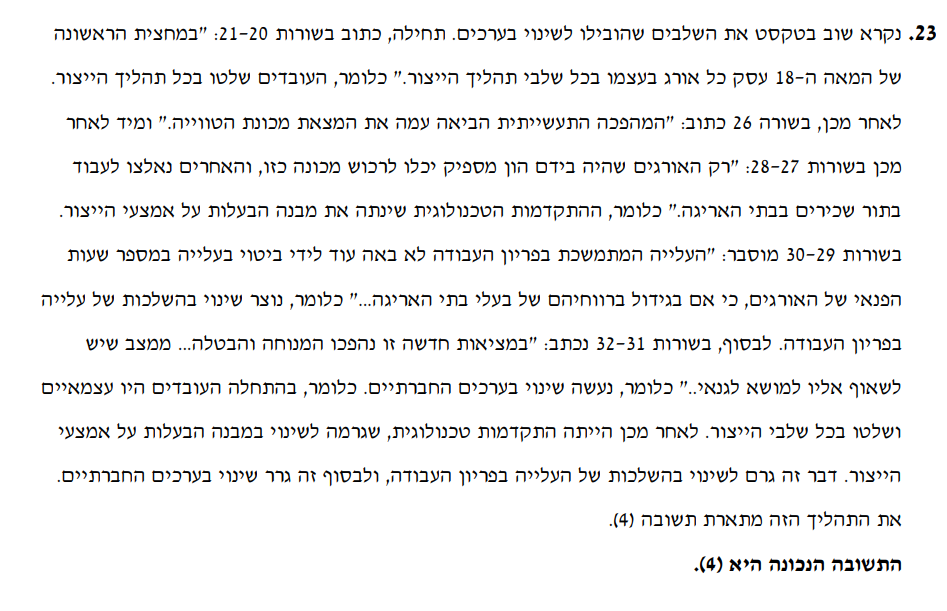 23. נקרא שוב בטקסט את השלבים שהובילו לשינוי בערכים. תחילה, כתוב בשורות 21-20: "במחצית הראשונה
של המאה ה-18 עסק כל אורג בעצמו בכל שלבי תהליך הייצור." כלומר, העובדים שלטו בכל תהליך הייצור.
לאחר מכן, בשורה 26 כתוב: "המהפכה התעשייתית הביאה עמה את המצאת מכונת הטווייה." ומיד לאחר
מכן בשורות 28-27: "רק האורגים שהיה בידם הון מספיק יכלו לרכוש מכונה כזו, והאחרים נאלצו לעבוד
בתור שכירים בבתי האריגה." כלומר, ההתקדמות הטכנולוגית שינתה את מבנה הבעלות על אמצעי הייצור.
בשורות 30-29 מוסבר: "העלייה המתמשכת בפריון העבודה לא באה עוד לידי ביטוי בעלייה במספר שעות
הפנאי של האורגים, כי אם בגידול ברווחיהם של בעלי בתי האריגה..." כלומר, נוצר שינוי בהשלכות של עלייה
בפריון העבודה. לבסוף, בשורות 32-31 נכתב: "במציאות חדשה זו נהפכו המנוחה והבטלה... ממצב שיש
לשאוף אליו למושא לגנאי.." כלומר, נעשה שינוי בערכים החברתיים. כלומר, בהתחלה העובדים היו עצמאיים
ושלטו בכל שלבי הייצור. לאחר מכן הייתה התקדמות טכנולוגית, שגרמה לשינוי במבנה הבעלות על אמצעי
הייצור. דבר זה גרם לשינוי בהשלכות של העלייה בפריון העבודה, ולבסוף זה גרר שינוי בערכים החברתיים.
את התהליך הזה מתארת תשובה (4).
התשובה הנכונה היא (4).